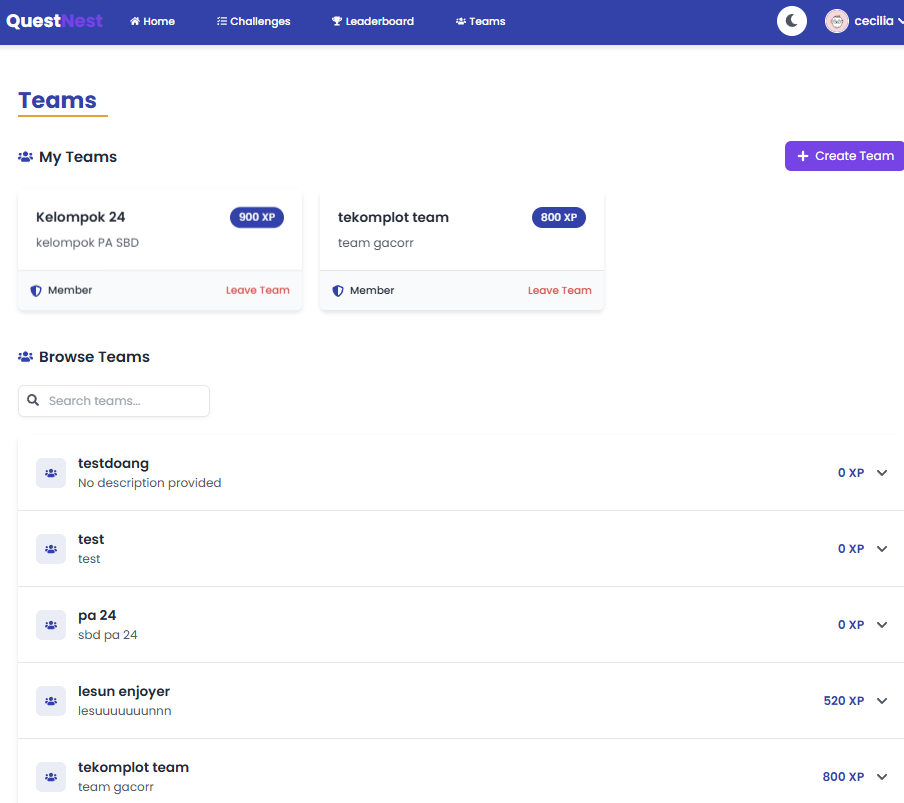 QuestNest Home Challenges Leaderboard Teams cecilia
Teams
My Teams Create Team
Kelompok 24 900 XP
kelompok PA SBD
Member Leave Team
tekomplot team 800 XP
team gacorr
Member Leave Team
Browse Teams
Search teams...
testdoang
No description provided
0 XP
test
test
0 XP
pa 24
sbd pa 24
0 XP
lesun enjoyer
lesuuuuuuunnn
520 XP
tekomplot team
team gacorr
800 XP